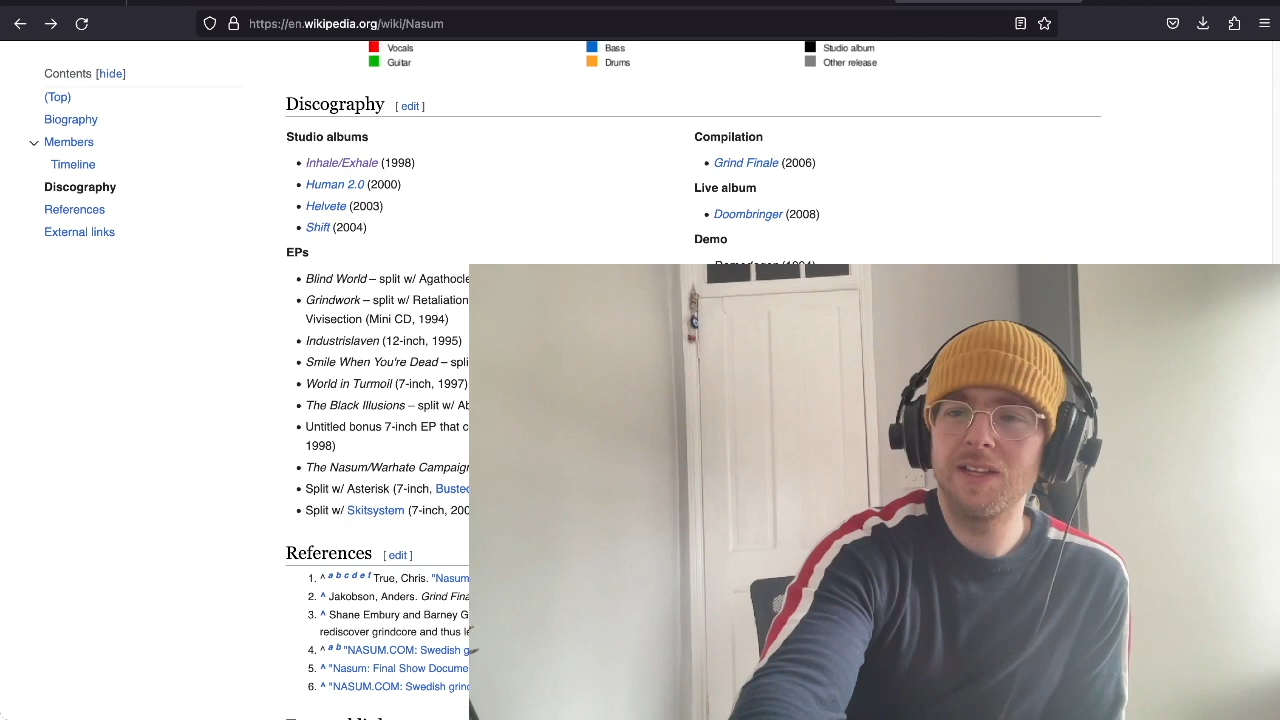 https://en.wikipedia.org/wiki/Nasum
Vocals
Guitar
Bass
Drums
Studio album
Other release
Contents [hide]
(Top)
Biography
Members
Timeline
Discography
References
External links
Discography [ edit ]
Studio albums
Inhale/Exhale (1998)
Human 2.0 (2000)
Helvete (2003)
Shift (2004)
EPs
Blind World – split w/ Agathocle
Grindwork – split w/ Retaliation
Vivisection (Mini CD, 1994)
Industrislaven (12-inch, 1995)
Smile When You're Dead – spli
World in Turmoil (7-inch, 1997)
The Black Illusions – split w/ Ab
Untitled bonus 7-inch EP that c
1998)
The Nasum/Warhate Campaign
Split w/ Asterisk (7-inch, Busted
Split w/ Skitsystem (7-inch, 200
Compilation
Grind Finale (2006)
Live album
Doombringer (2008)
Demo
References [ edit ]
1. ^ a b c d e f True, Chris. "Nasum
2. ^ Jakobson, Anders. Grind Fina
3. ^ Shane Embury and Barney G
rediscover grindcore and thus le
4. ^ a b "NASUM.COM: Swedish g
5. ^ "Nasum: Final Show Docume
6. ^ "NASUM.COM: Swedish grind